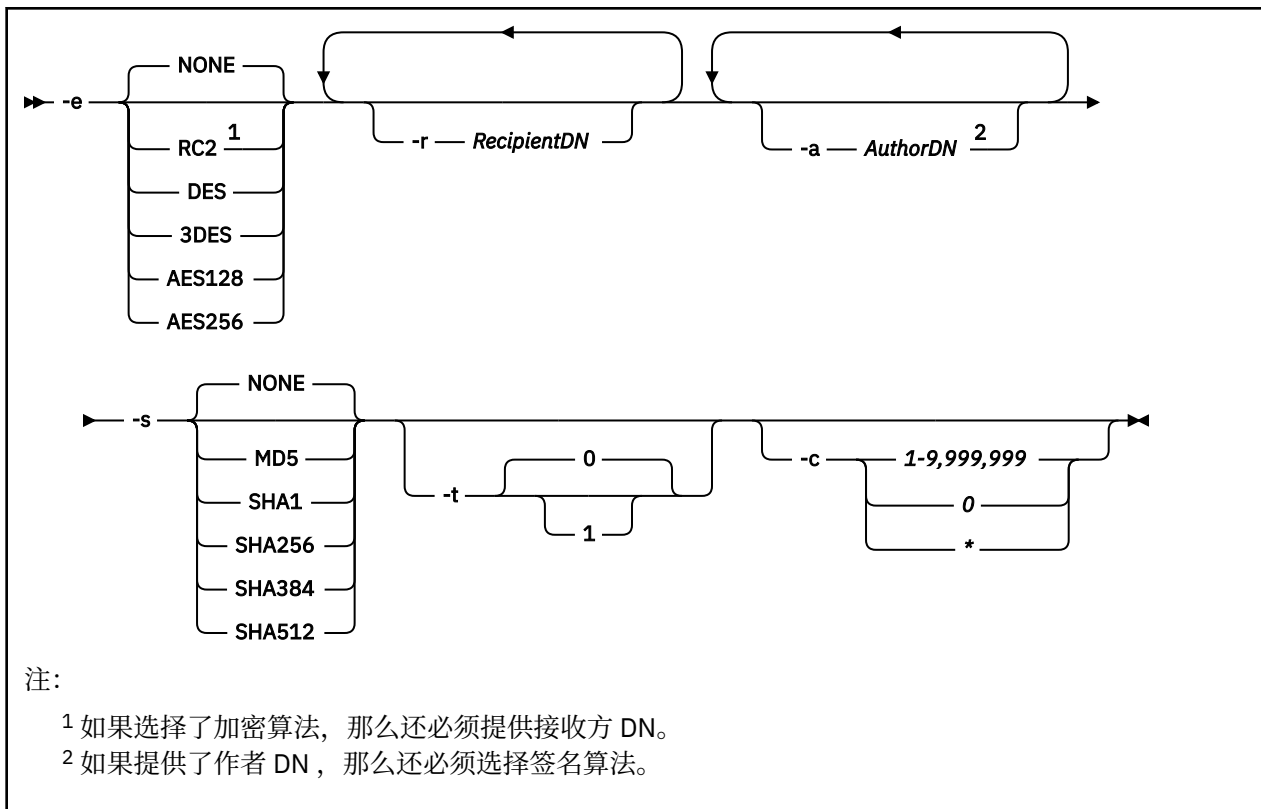 NONE
-e
RC2 1
DES
3DES
AES128
AES256
-r RecipientDN
-a AuthorDN 2
NONE
-s
MD5
SHA1
SHA256
SHA384
SHA512
0
-t
1
-c 1-9,999,999
0
*
注：
1 如果选择了加密算法，那么还必须提供接收方 DN。
2 如果提供了作者 DN ，那么还必须选择签名算法。